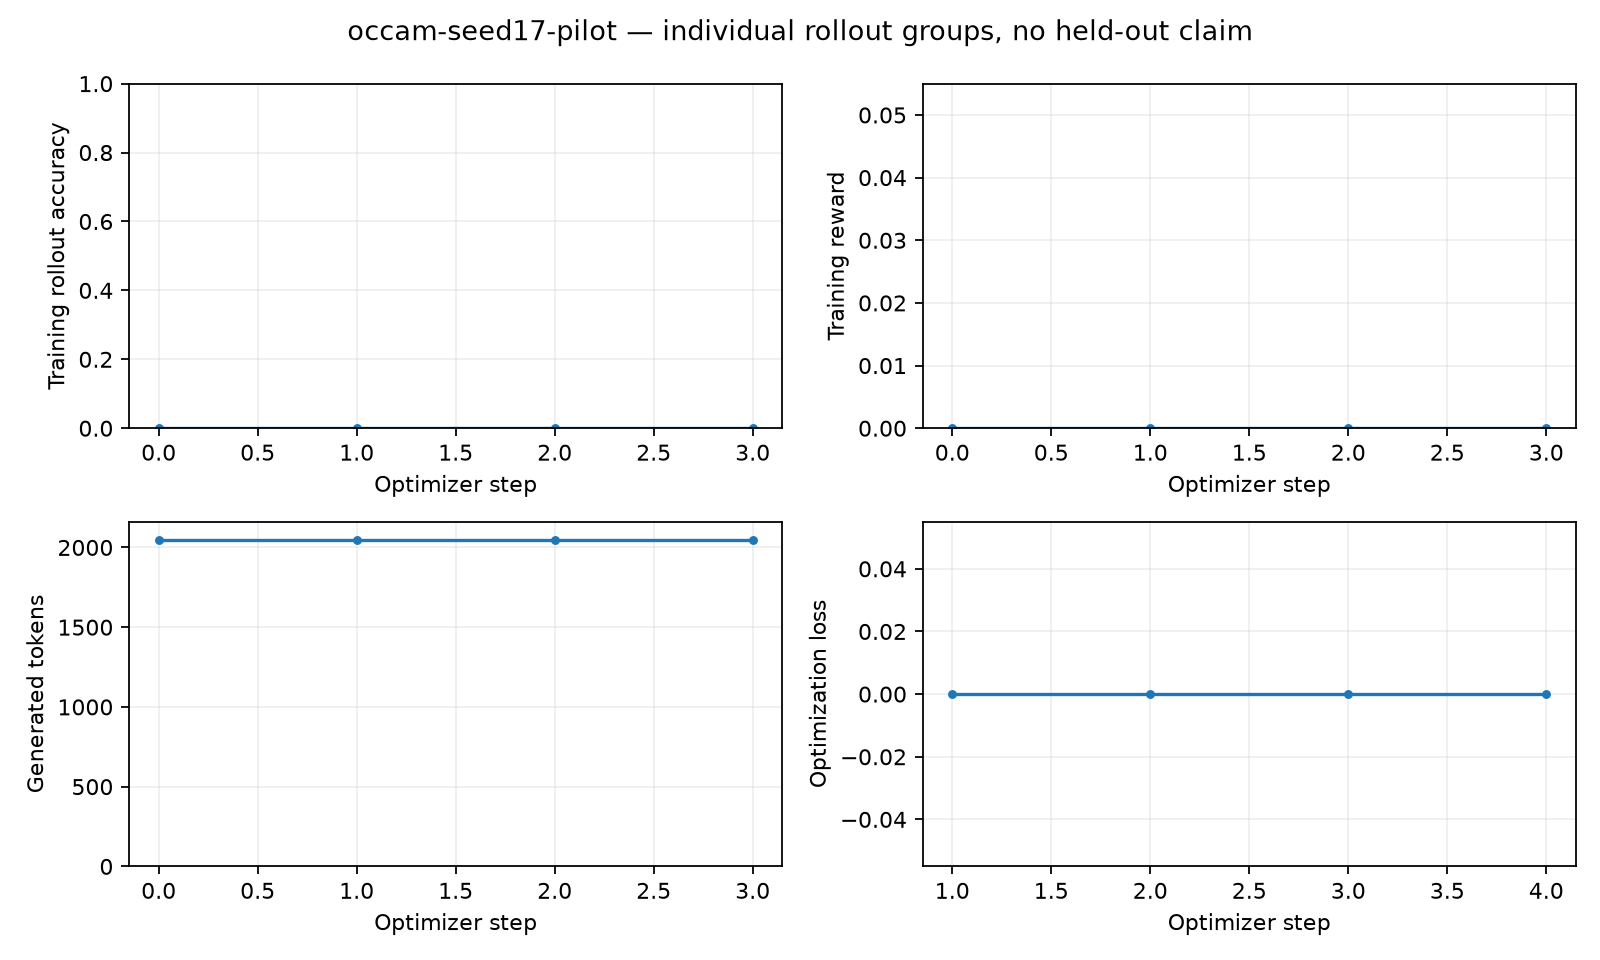 occam-seed17-pilot — individual rollout groups, no held-out claim
Training rollout accuracy
1.0
0.8
0.6
0.4
0.2
0.0
0.0 0.5 1.0 1.5 2.0 2.5 3.0
Optimizer step
Training reward
0.05
0.04
0.03
0.02
0.01
0.00
0.0 0.5 1.0 1.5 2.0 2.5 3.0
Optimizer step
Generated tokens
2000
1500
1000
500
0
0.0 0.5 1.0 1.5 2.0 2.5 3.0
Optimizer step
Optimization loss
0.04
0.02
0.00
−0.02
−0.04
1.0 1.5 2.0 2.5 3.0 3.5 4.0
Optimizer step